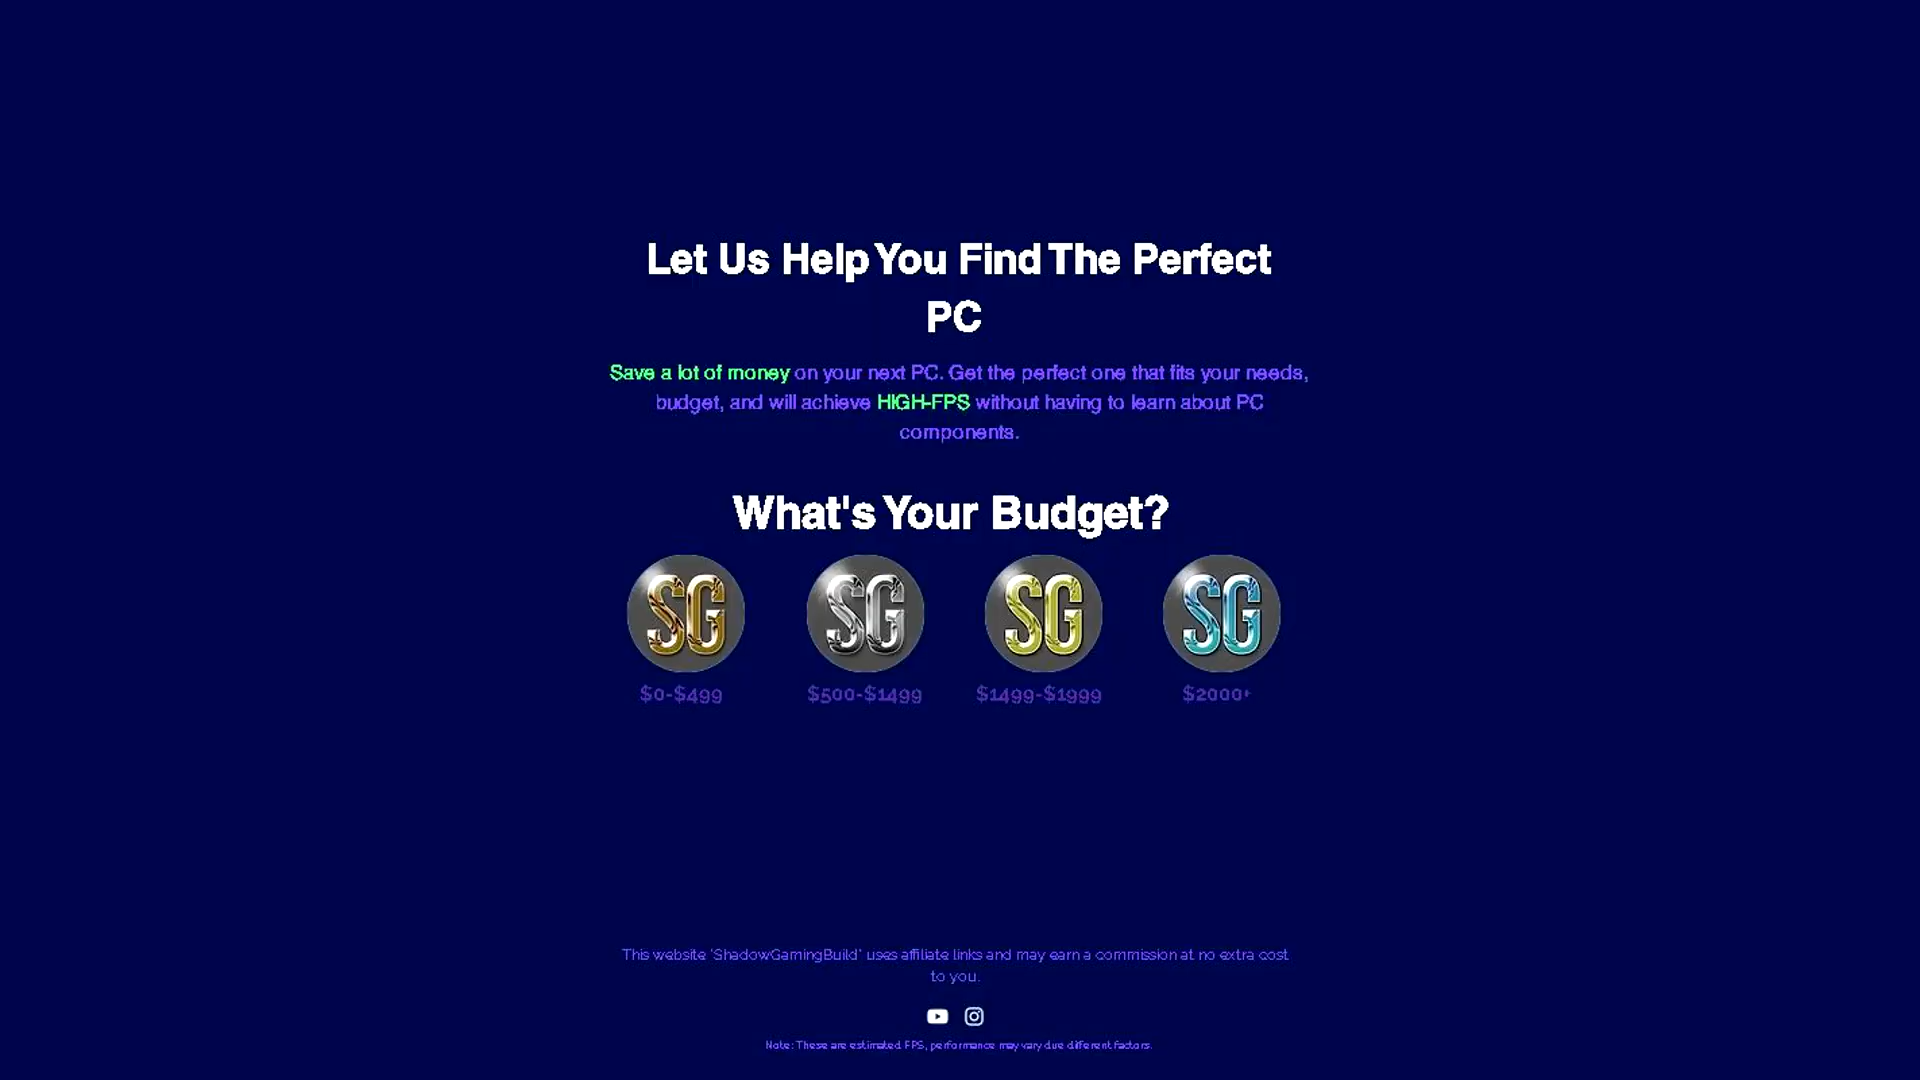 Let Us Help You Find The Perfect
PC
Save a lot of money on your next PC. Get the perfect one that fits your needs,
budget, and will achieve HIGH-FPS without having to learn about PC
components.
What's Your Budget?
SG SG SG SG
$0-$499 $500-$1499 $1499-$1999 $2000+
This website 'ShadowGamingBuild' uses affiliate links and may earn a commission at no extra cost
to you.
Note: These are estimated FPS, performance may vary due different factors.